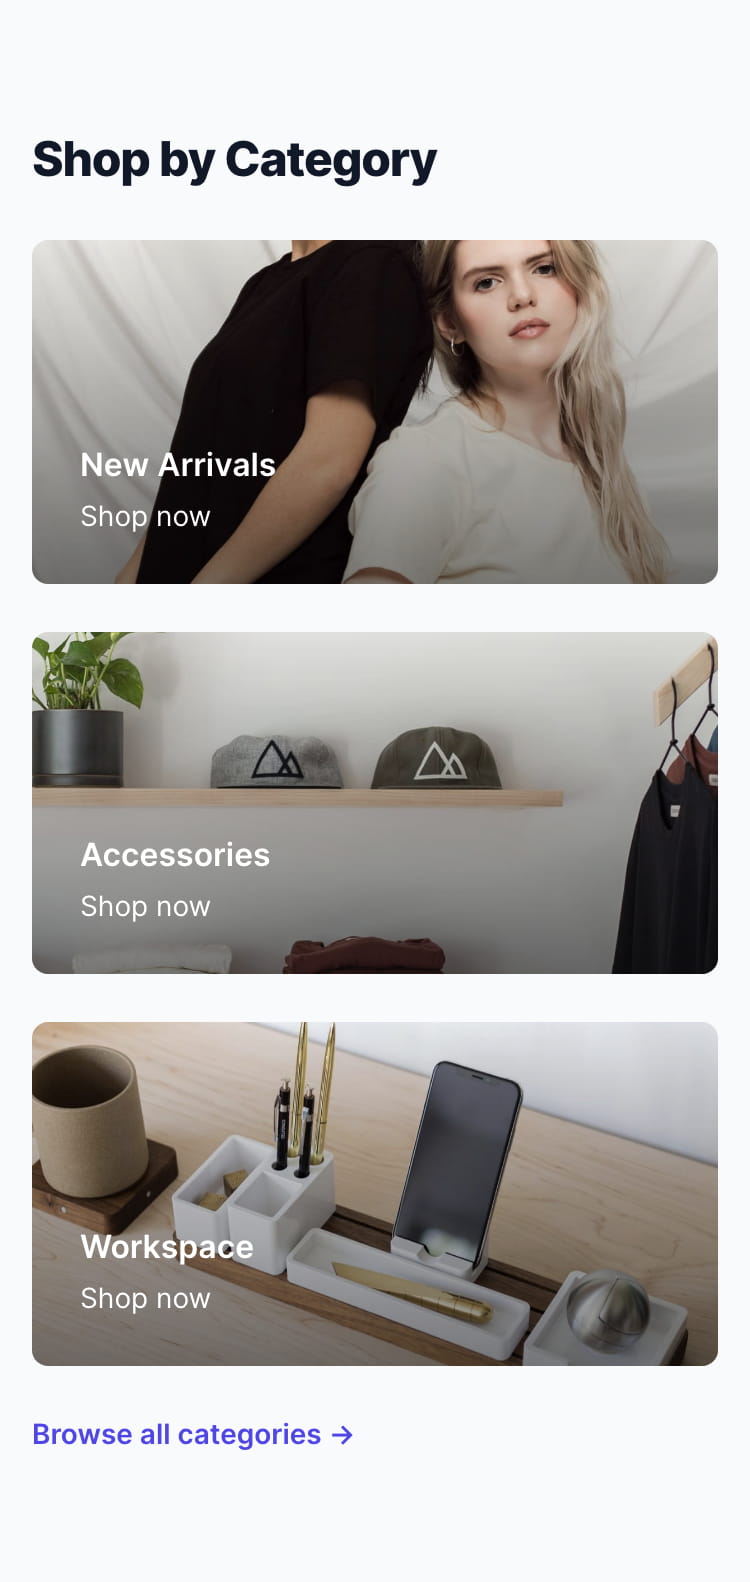 Shop by Category
New Arrivals
Shop now
Accessories
Shop now
Workspace
Shop now
Browse all categories →